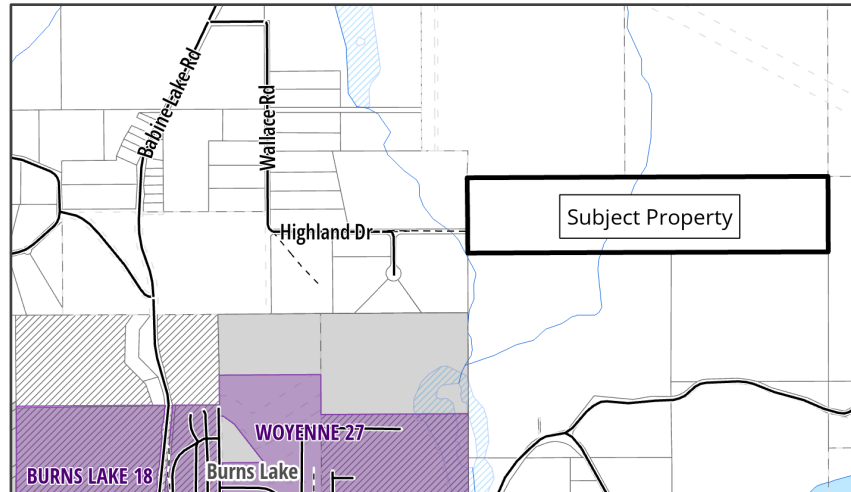 Babine-Lake-Rd
Wallace-Rd
Highland-Dr
Subject Property
WOYENNE 27
BURNS LAKE 18
Burns Lake